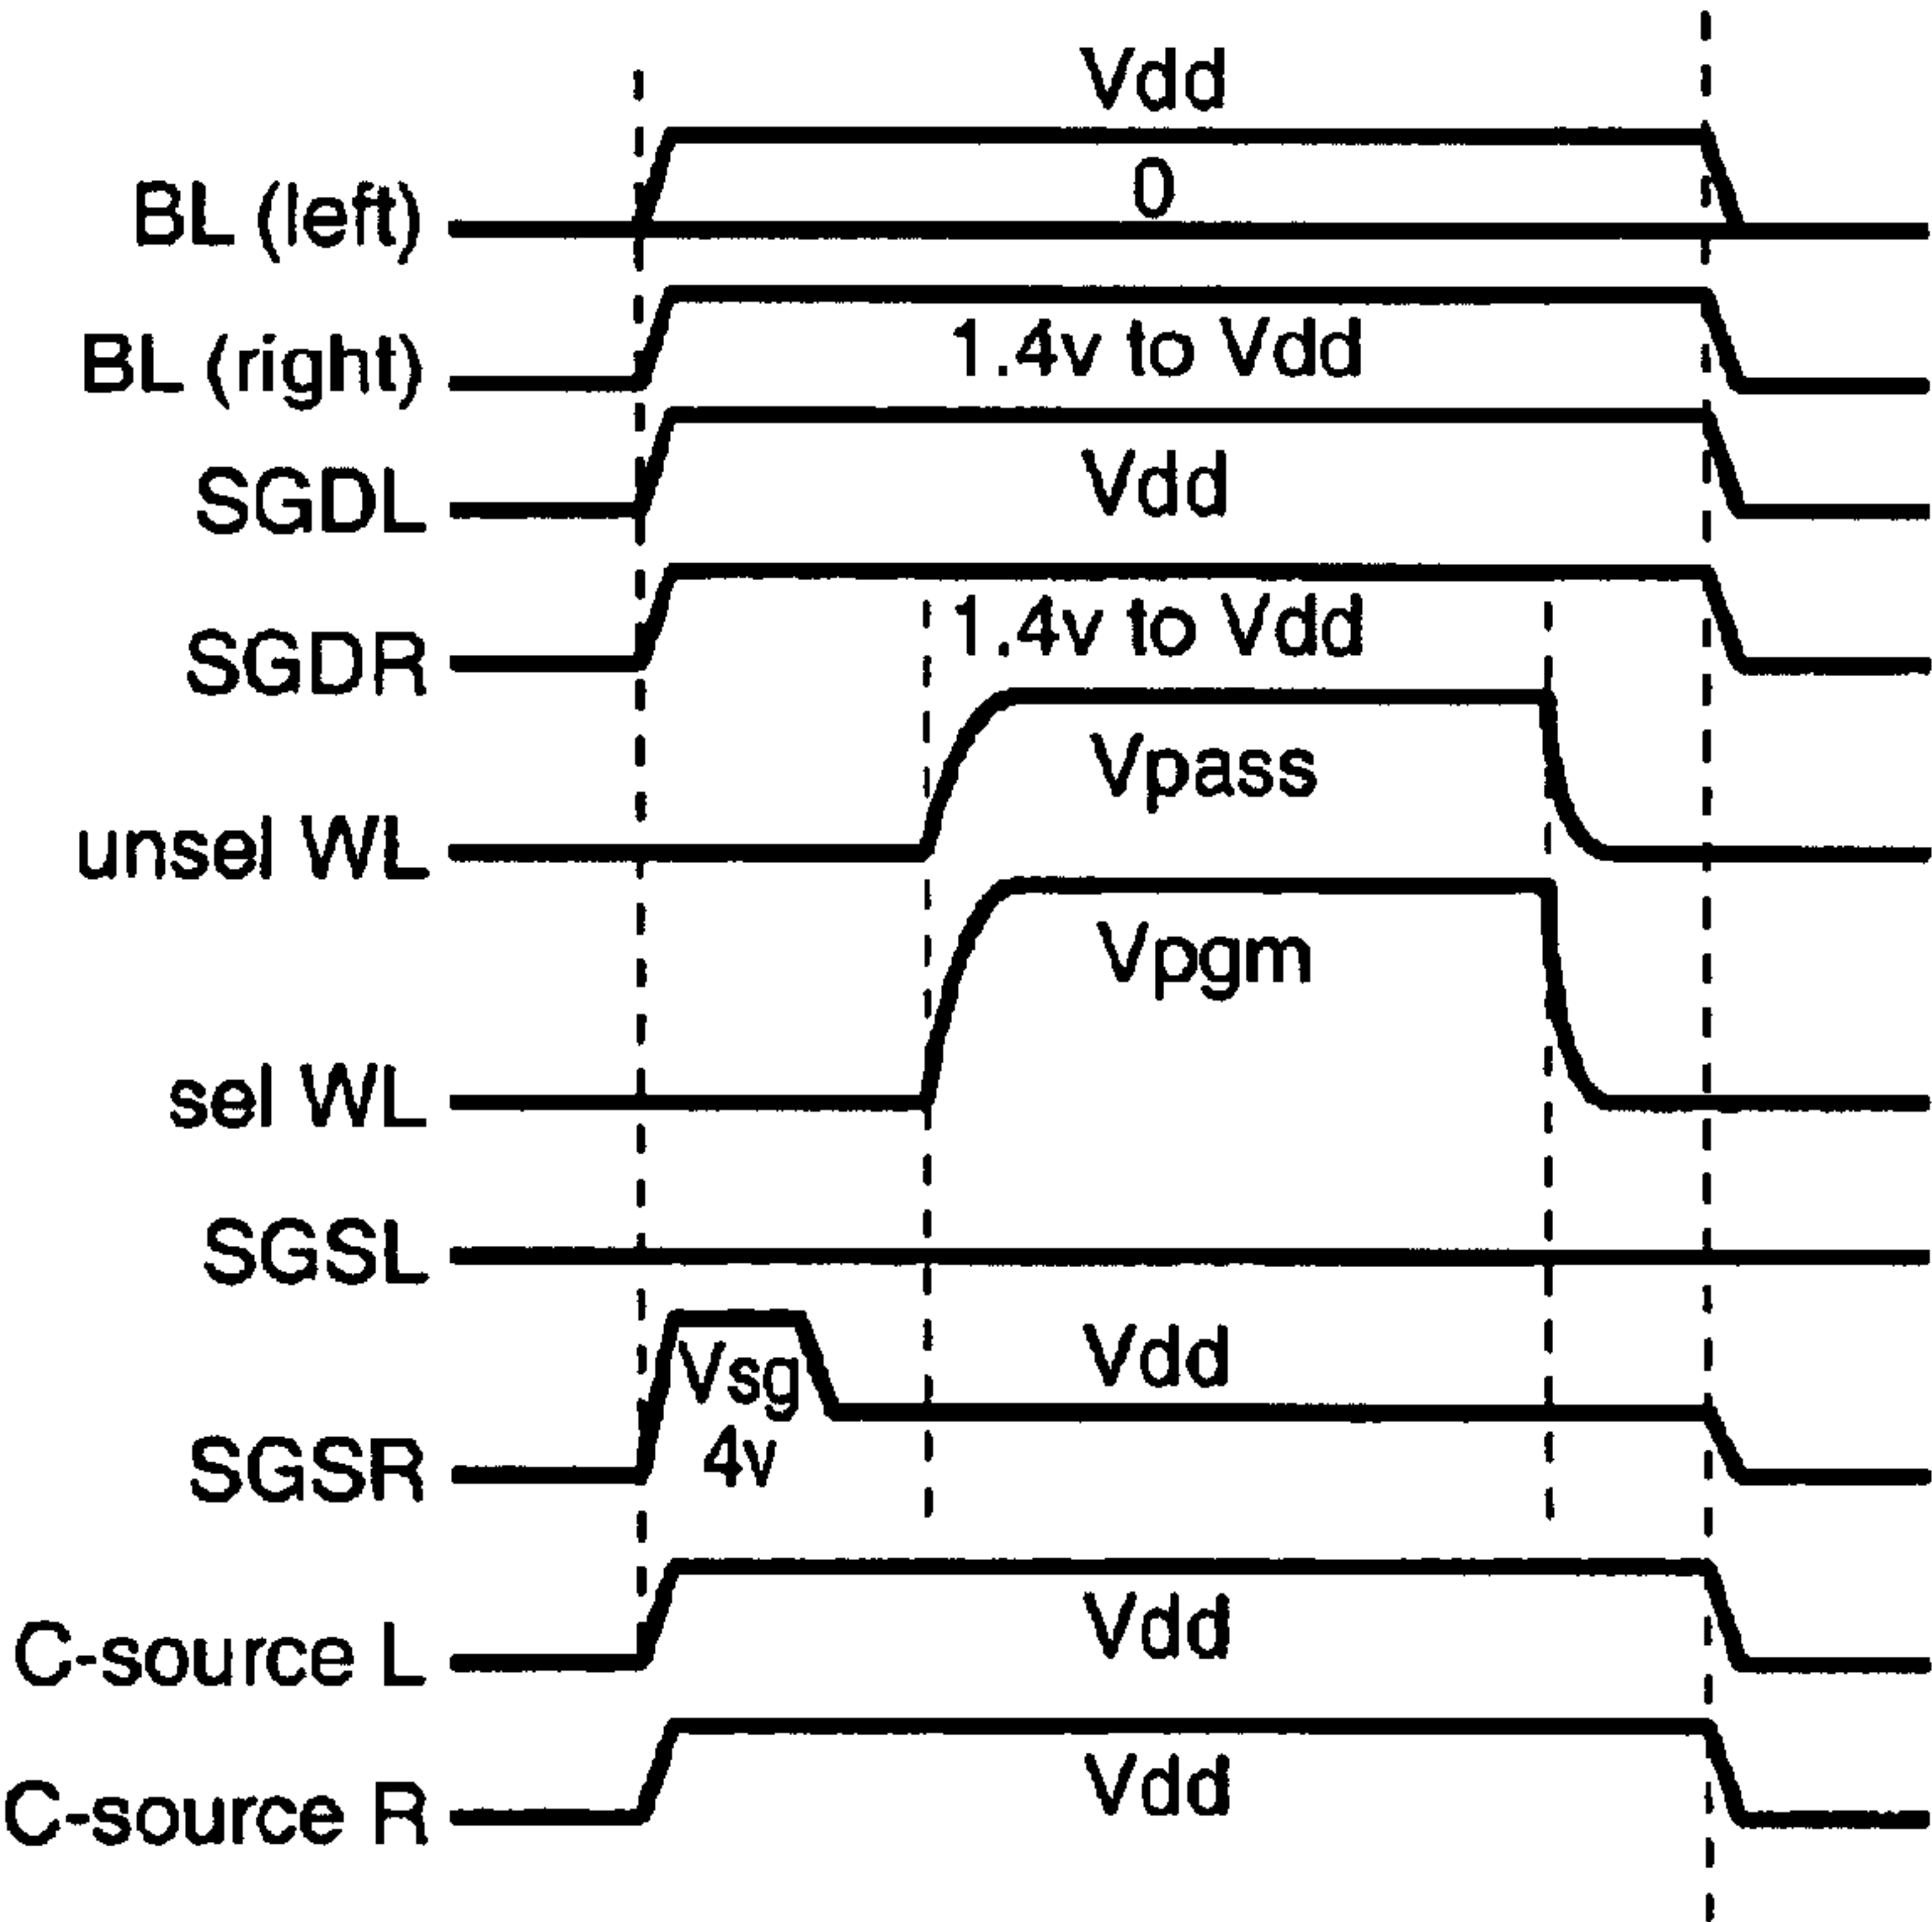 Vdd
BL (left)
0
BL (right)
1.4v to Vdd
SGDL
Vdd
SGDR
1.4v to Vdd
Vpass
unsel WL
Vpgm
sel WL
SGSL
Vsg
Vdd
SGSR
4v
C-source L
Vdd
C-source R
Vdd